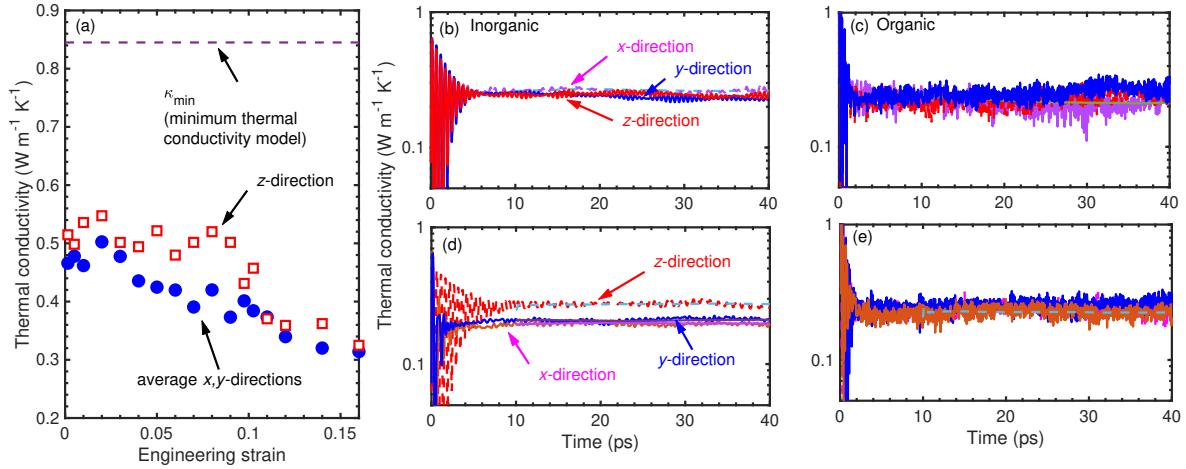 (a)
0.9
0.8
0.7
0.6
0.5
0.4
0.3
0.2
Thermal conductivity (W m⁻¹ K⁻¹)
κmin
(minimum thermal
conductivity model)
z-direction
average x,y-directions
0
0.05
0.10
0.15
Engineering strain
(b) Inorganic
1
0.1
x-direction
y-direction
z-direction
0
10
20
30
40
Thermal conductivity (W m⁻¹ K⁻¹)
(c) Organic
1
0.1
0
10
20
30
40
(d)
1
0.1
z-direction
y-direction
x-direction
0
10
20
30
40
Time (ps)
(e)
1
0.1
0
10
20
30
40
Time (ps)